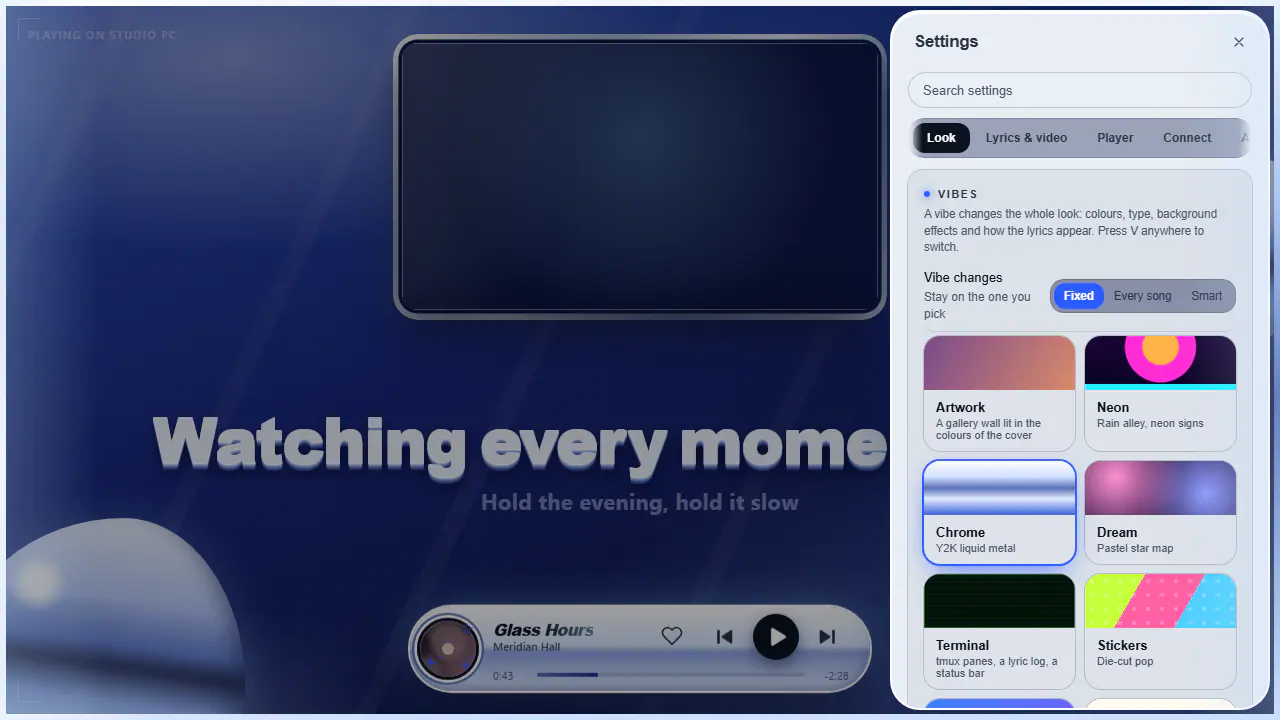 PLAYING ON STUDIO PC
Watching every mome
Hold the evening, hold it slow
Glass Hours
Meridian Hall
0:43
-2:28
Settings
Search settings
Look
Lyrics & video
Player
Connect
VIBES
A vibe changes the whole look: colours, type, background
effects and how the lyrics appear. Press V anywhere to
switch.
Vibe changes
Stay on the one you
pick
Fixed
Every song
Smart
Artwork
A gallery wall lit in the
colours of the cover
Neon
Rain alley, neon signs
Chrome
Y2K liquid metal
Dream
Pastel star map
Terminal
tmux panes, a lyric log, a
status bar
Stickers
Die-cut pop